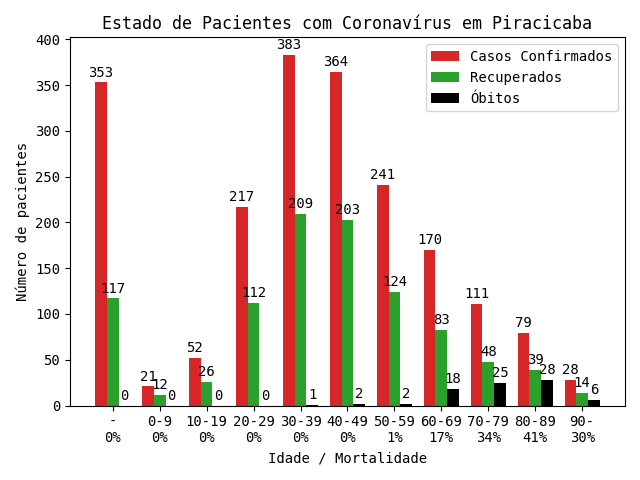 Estado de Pacientes com Coronavírus em Piracicaba
Número de pacientes
400
350
300
250
200
150
100
50
0
Casos Confirmados
Recuperados
Óbitos
353 117 0
21 12 0
52 26 0
217 112 0
383 209 1
364 203 2
241 124 2
170 83 18
111 48 25
79 39 28
28 14 6
- 0-9 10-19 20-29 30-39 40-49 50-59 60-69 70-79 80-89 90-
0% 0% 0% 0% 0% 0% 1% 17% 34% 41% 30%
Idade / Mortalidade